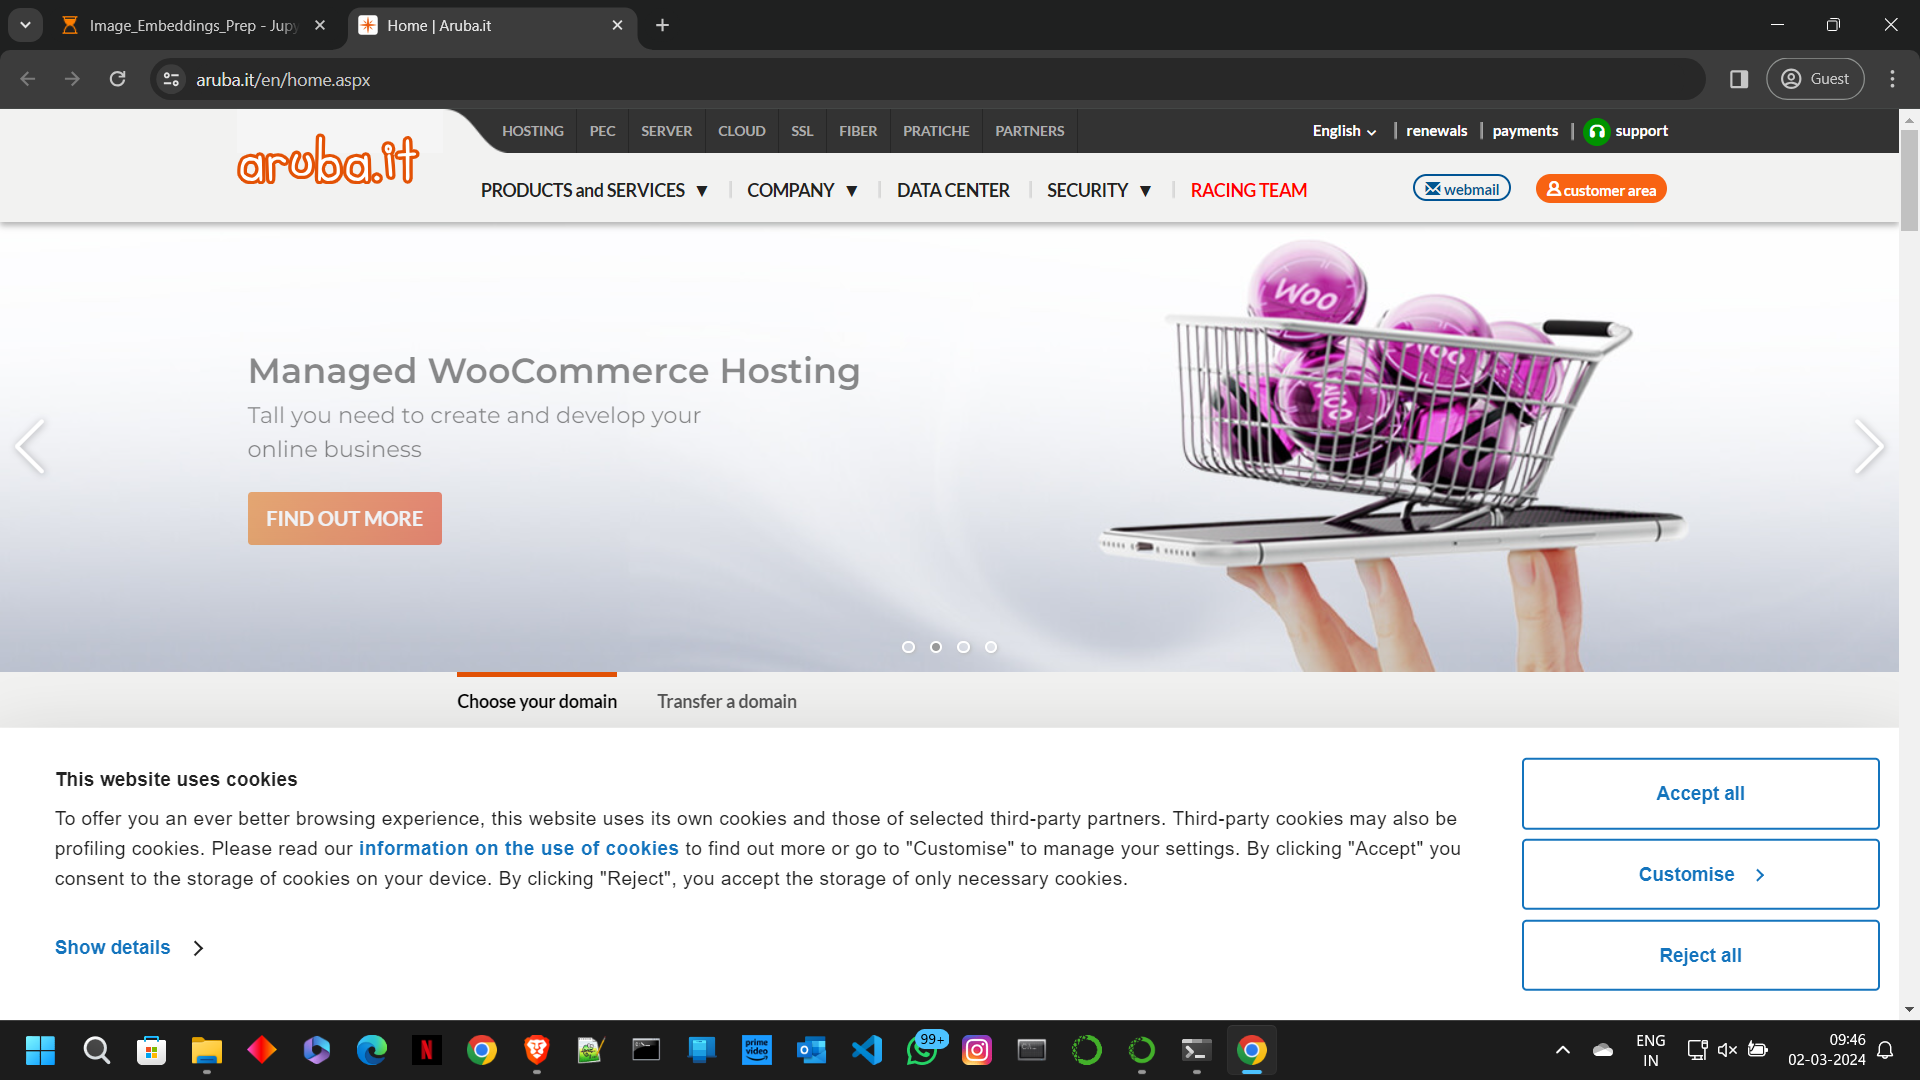 Image_Embeddings_Prep - Jupy
Home | Aruba.it
aruba.it/en/home.aspx
Guest
aruba.it
HOSTING PEC SERVER CLOUD SSL FIBER PRATICHE PARTNERS
English renewals payments support
PRODUCTS and SERVICES COMPANY DATA CENTER SECURITY RACING TEAM
webmail
customer area
Woo
Woo
Woo
Managed WooCommerce Hosting
Tall you need to create and develop your
online business
FIND OUT MORE
Choose your domain
Transfer a domain
This website uses cookies
To offer you an ever better browsing experience, this website uses its own cookies and those of selected third-party partners. Third-party cookies may also be
profiling cookies. Please read our information on the use of cookies to find out more or go to "Customise" to manage your settings. By clicking "Accept" you
consent to the storage of cookies on your device. By clicking "Reject", you accept the storage of only necessary cookies.
Show details
Accept all
Customise
Reject all
99+
prime video
ENG
IN
09:46
02-03-2024